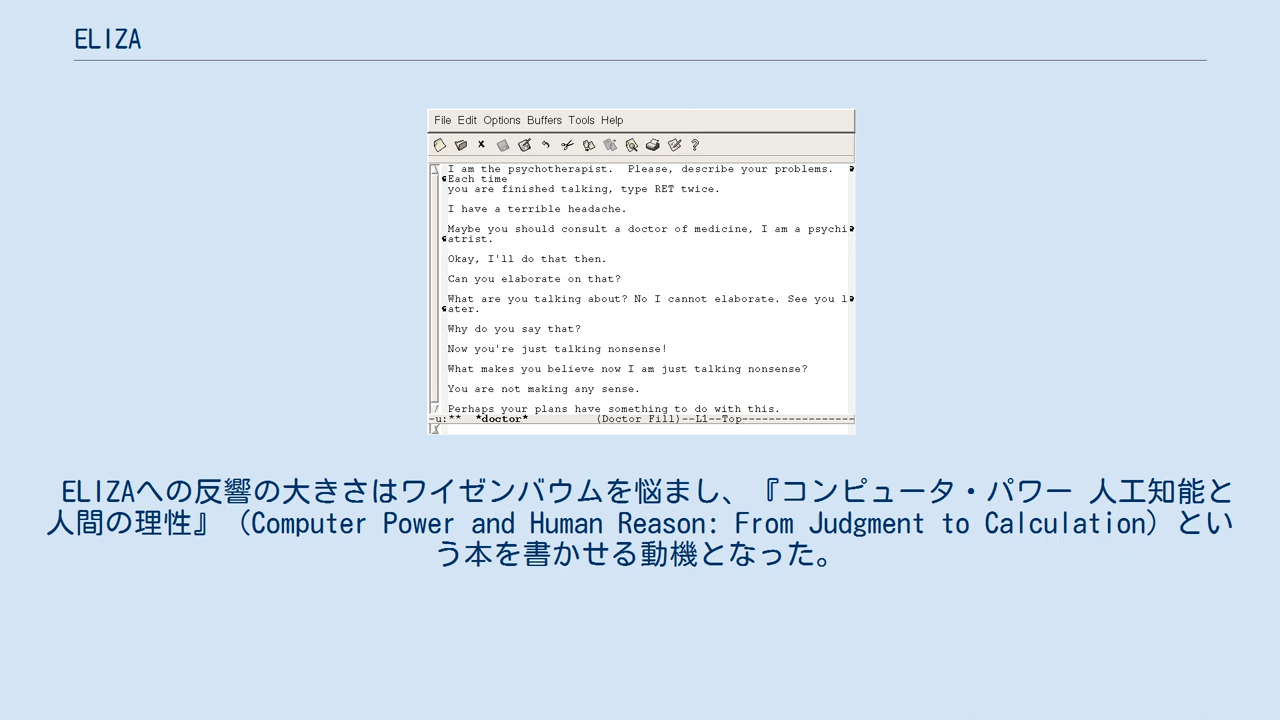 ELIZA
File Edit Options Buffers Tools Help
I am the psychotherapist.  Please, describe your problems.
Each time
you are finished talking, type RET twice.
I have a terrible headache.
Maybe you should consult a doctor of medicine, I am a psychi
atrist.
Okay, I'll do that then.
Can you elaborate on that?
What are you talking about? No I cannot elaborate. See you l
ater.
Why do you say that?
Now you're just talking nonsense!
What makes you believe now I am just talking nonsense?
You are not making any sense.
Perhaps your plans have something to do with this.
-u:**  *doctor*          (Doctor Fill)--L1--Top-----------------
ELIZAへの反響の大きさはワイゼンバウムを悩まし、『コンピュータ・パワー 人工知能と
人間の理性』（Computer Power and Human Reason: From Judgment to Calculation）とい
う本を書かせる動機となった。